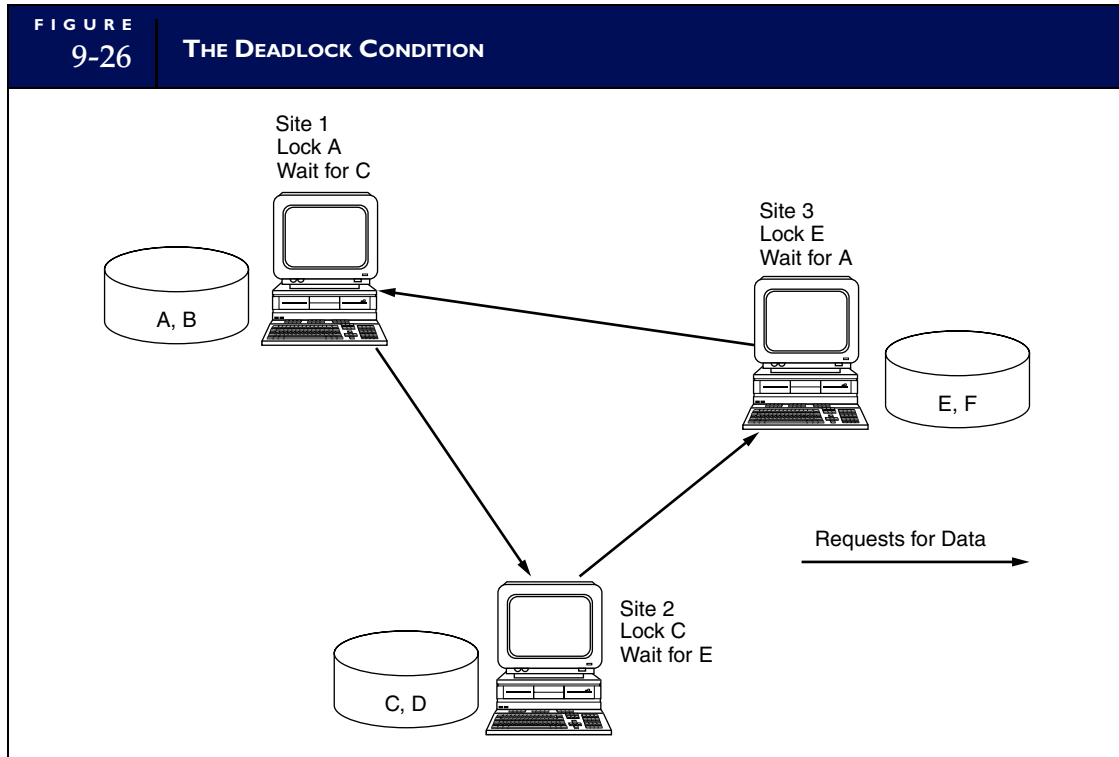 FIGURE
9-26
THE DEADLOCK CONDITION
Site 1
Lock A
Wait for C
A, B
Site 3
Lock E
Wait for A
E, F
Requests for Data
Site 2
Lock C
Wait for E
C, D